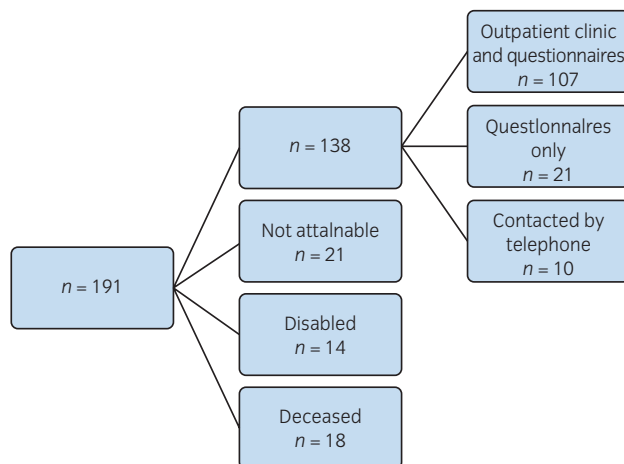 Outpatient clinic
and questionnaires
n = 107
n = 138
Questlonnalres
only
n = 21
Not attalnable
n = 21
Contacted by
telephone
n = 10
n = 191
Disabled
n = 14
Deceased
n = 18